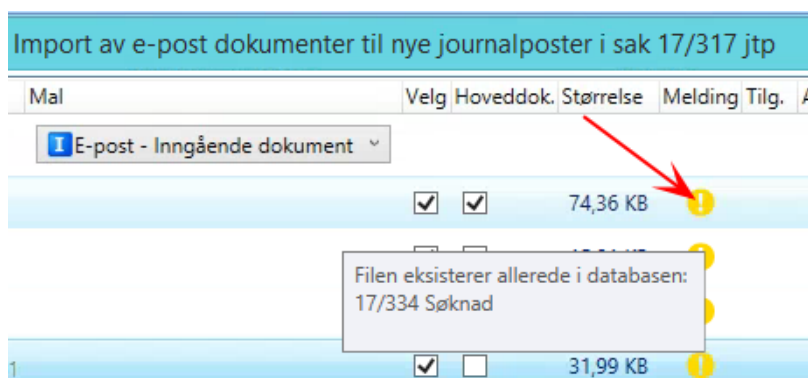 Import av e-post dokumenter til nye journalposter i sak 17/317 jtp
Mal Velg Hoveddok. Størrelse Melding Tilg.
I E-post - Inngående dokument
74,36 KB
Filen eksisterer allerede i databasen:
17/334 Søknad
1 31,99 KB